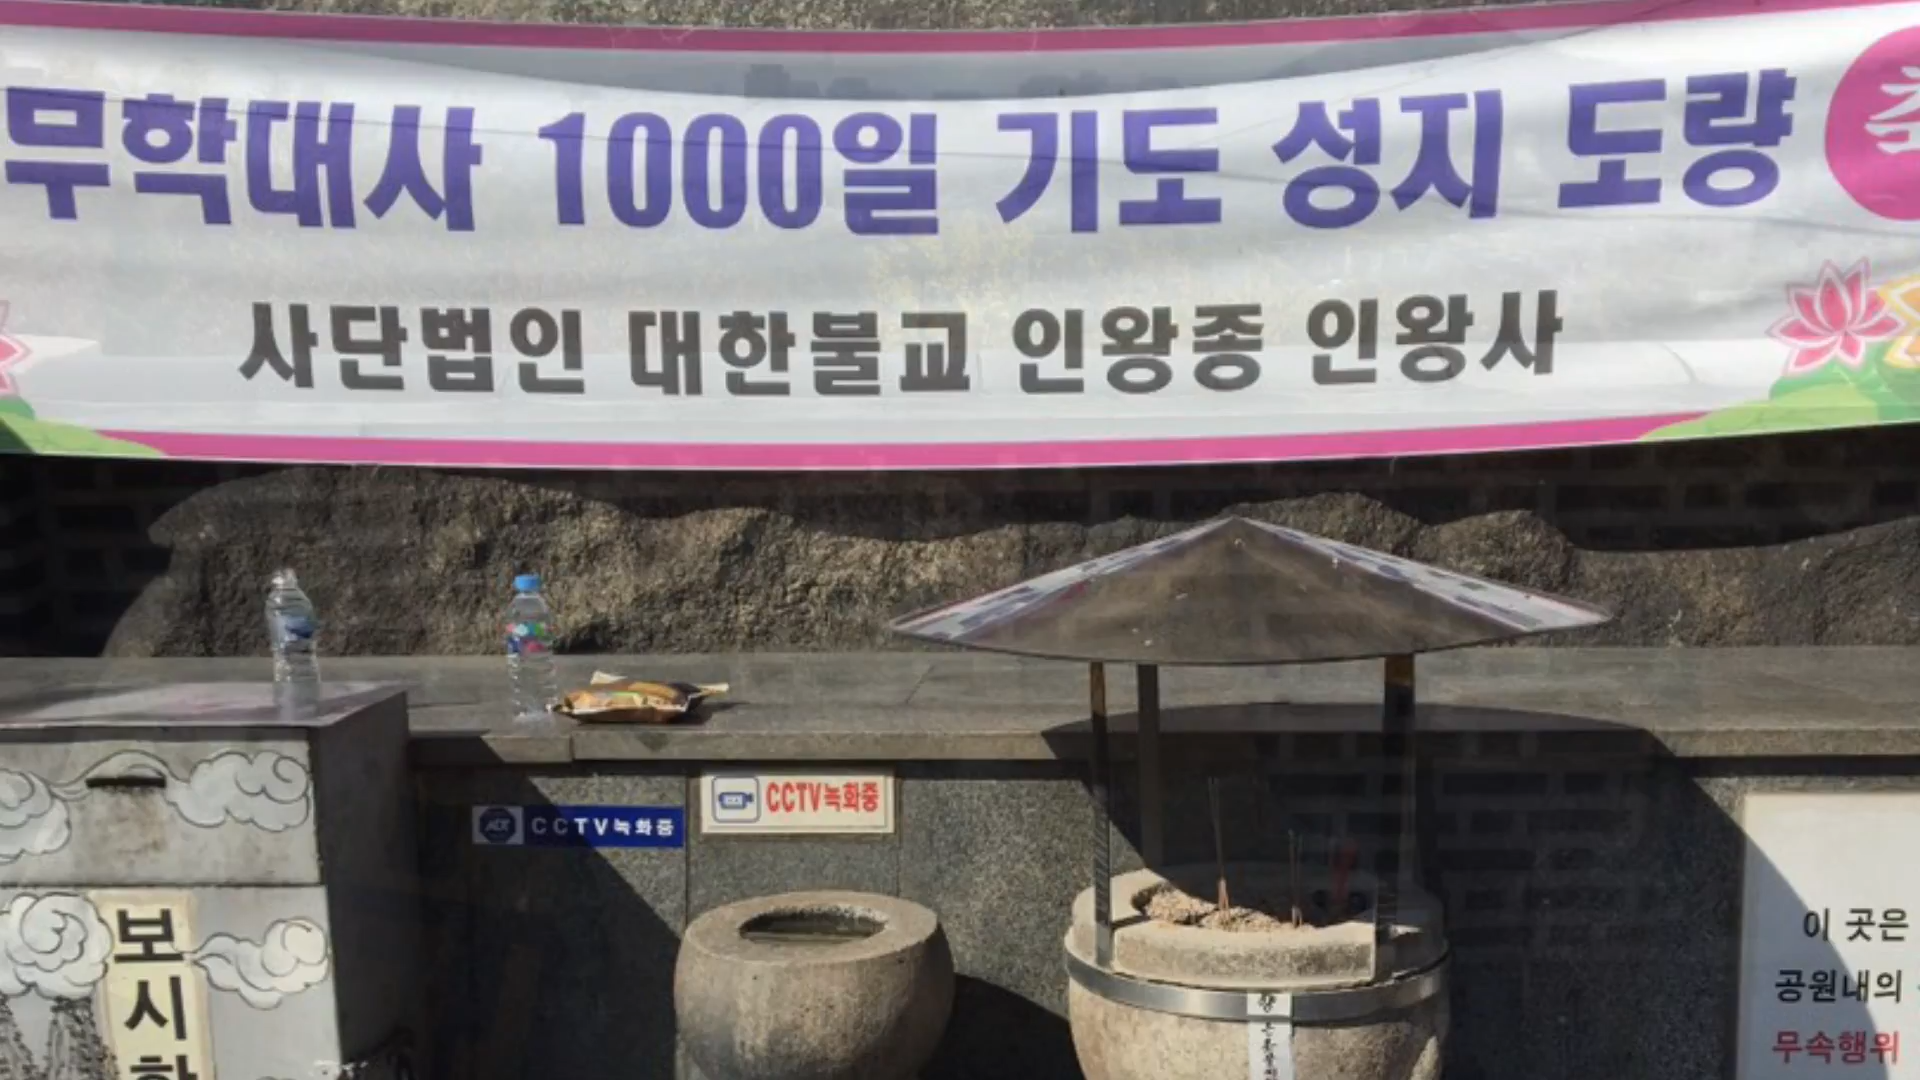 무학대사 1000일 기도 성지 도량
사단법인 대한불교 인왕종 인왕사
CCTV녹화중
ADT CCTV녹화중
보시함
이 곳은
공원내의
무속행위